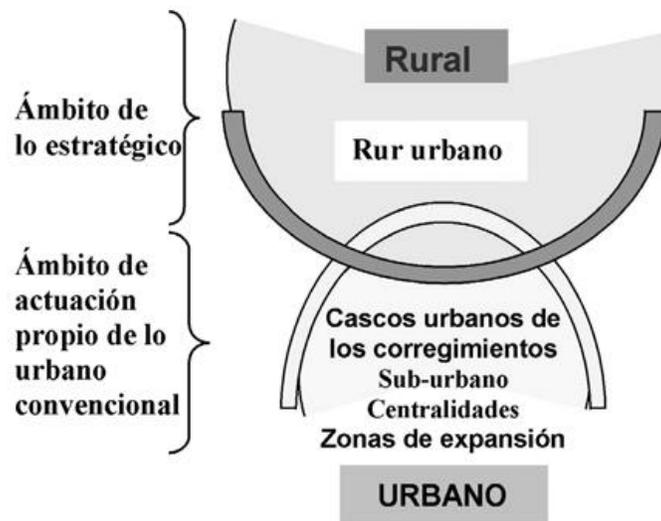 Rural
Ámbito de
lo estratégico
Rur urbano
Ámbito de
actuación
propio de lo
urbano
convencional
Cascos urbanos de
los corregimientos
Sub-urbano
Centralidades
Zonas de expansión
URBANO